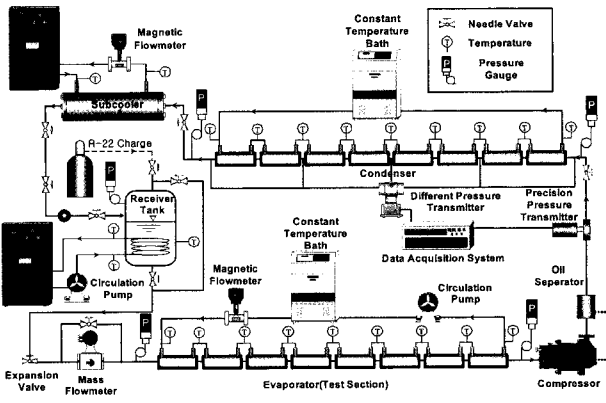 Magnetic
Flowmeter
Constant
Temperature
Bath
Needle Valve
T
Temperature
P
Pressure
Gauge
T
T
Subcooler
P
P
T
T
T
T
T
T
T
T
T
R-22 Charge
P
Condenser
Receiver
Tank
T
T
T
Different Pressure
Transmitter
Precision
Pressure
Transmitter
Constant
Temperature
Bath
Data Acquisition System
Magnetic
Flowmeter
Circulation
Pump
Circulation
Pump
Oil
Seperator
P
T
T
T
T
T
T
T
T
T
P
Expansion
Valve
Mass
Flowmeter
Evaporator(Test Section)
Compressor